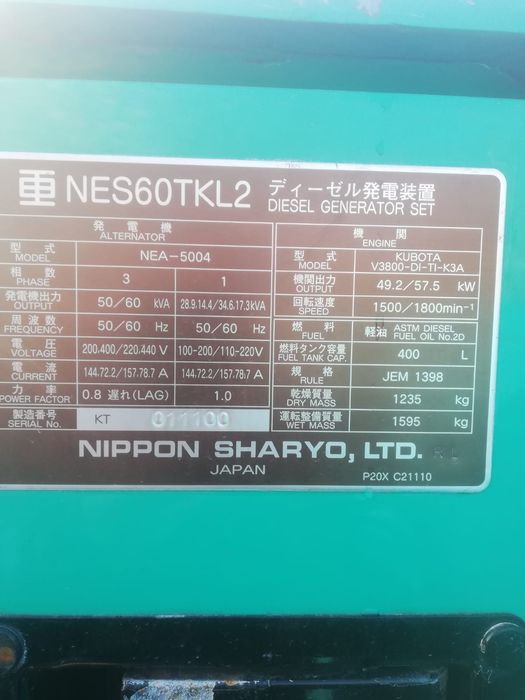 NES60TKL2 ディーゼル発電装置
DIESEL GENERATOR SET
発電機
ALTERNATOR
型式
MODEL
NEA-5004
相数
PHASE
3
1
発電機出力
OUTPUT
50/60 kVA
28.9.14.4/34.6.17.3kVA
周波数
FREQUENCY
50/60 Hz
50/60 Hz
電圧
VOLTAGE
200.400/220.440 V
100-200/110-220V
電流
CURRENT
144.72.2/157.78.7 A
144.72.2/157.78.7 A
力率
POWER FACTOR
0.8 遅れ(LAG)
1.0
製造番号
SERIAL No.
KT 011100
機関
ENGINE
型式
MODEL
KUBOTA
V3800-DI-TI-K3A
機関出力
OUTPUT
49.2/57.5 kW
回転速度
SPEED
1500/1800min⁻¹
燃料
FUEL
軽油
ASTM DIESEL
FUEL OIL No.2D
燃料タンク容量
FUEL TANK CAP.
400 L
規格
RULE
JEM 1398
乾燥質量
DRY MASS
1235 kg
運転整備質量
WET MASS
1595 kg
NIPPON SHARYO, LTD.
JAPAN
P20X C21110